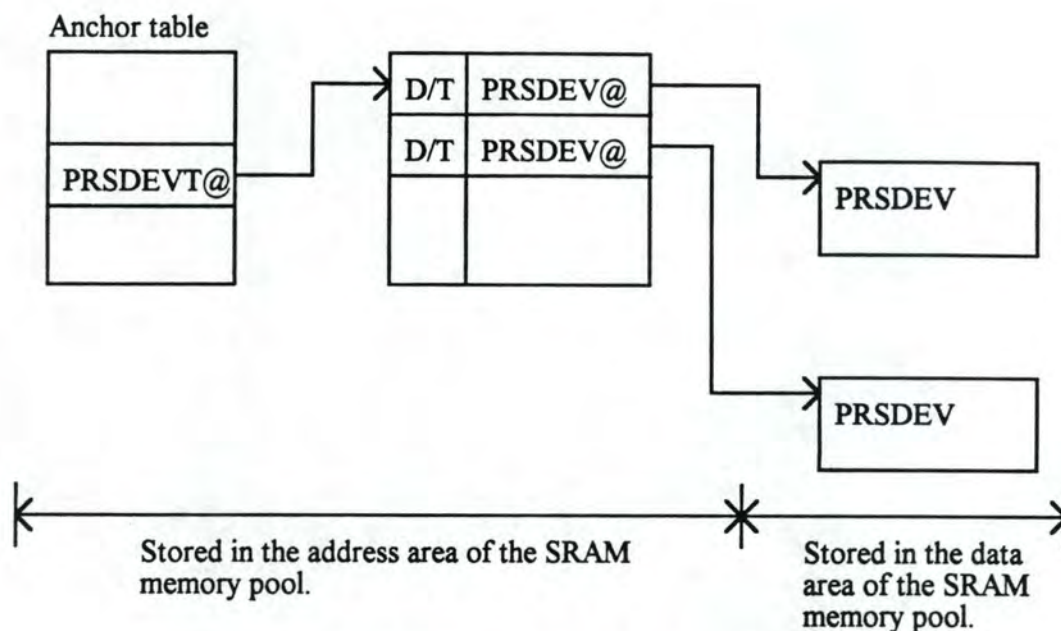 Anchor table
D/T PRSDEV@
D/T PRSDEV@
PRSDEVT@
PRSDEV
PRSDEV
Stored in the address area of the SRAM
memory pool.
Stored in the data
area of the SRAM
memory pool.